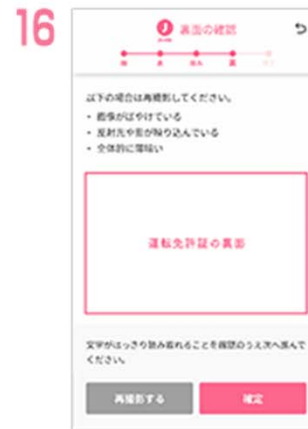 16
裏面の確認
裏
以下の場合は再撮影してください。
・ 画像がぼやけている
・ 反射光や影が映り込んでいる
・ 全体的に薄暗い
運転免許証の裏面
文字がはっきり読み取れることを確認のうえ次へ進んで
ください。
再撮影する
確定